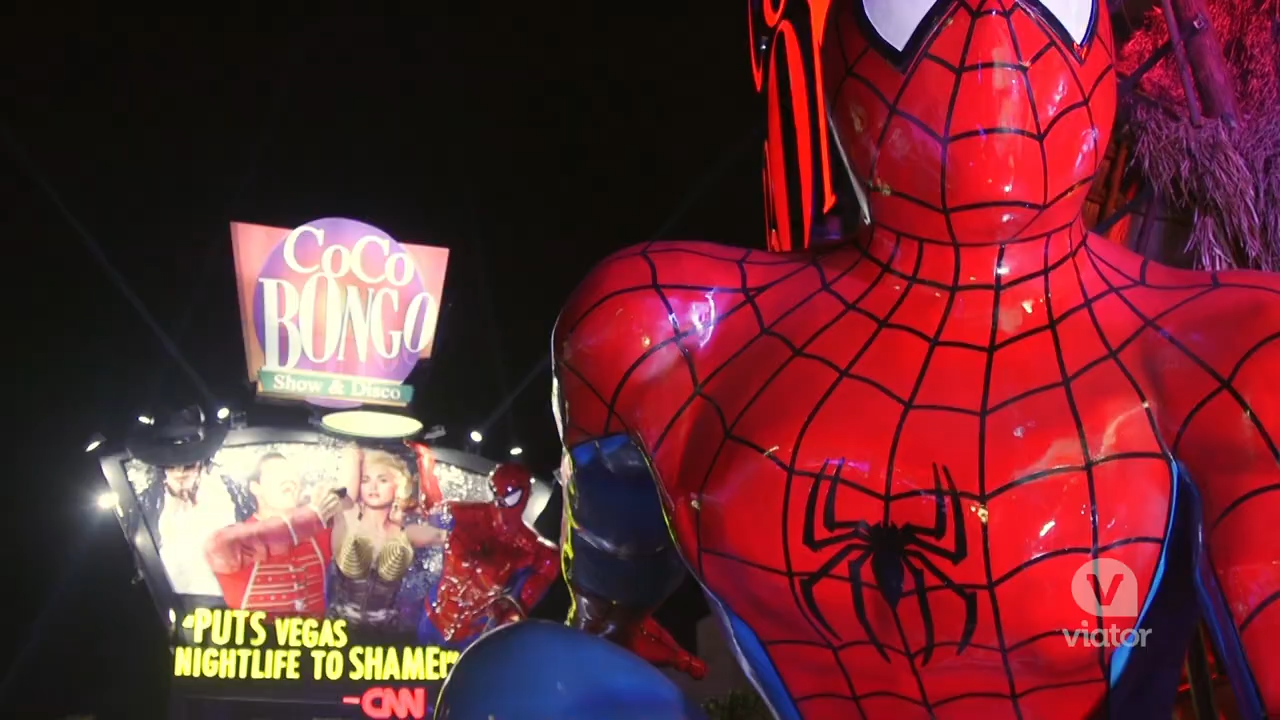 CoCo
BONGO
Show & Disco
"PUTS VEGAS
NIGHTLIFE TO SHAME!"
-CNN
viator